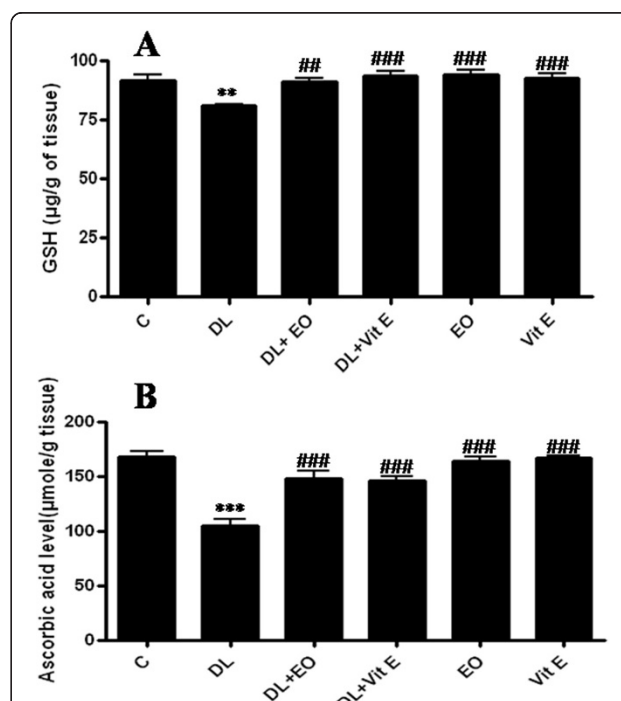 A
GSH (µg/g of tissue)
100
75
50
25
0
**
##
###
###
###
C
DL
DL+ EO
DL+Vit E
EO
Vit E
B
Ascorbic acid level(µmole/g tissue)
200
150
100
50
0
***
###
###
###
###
C
DL
DL+EO
DL+Vit E
EO
Vit E